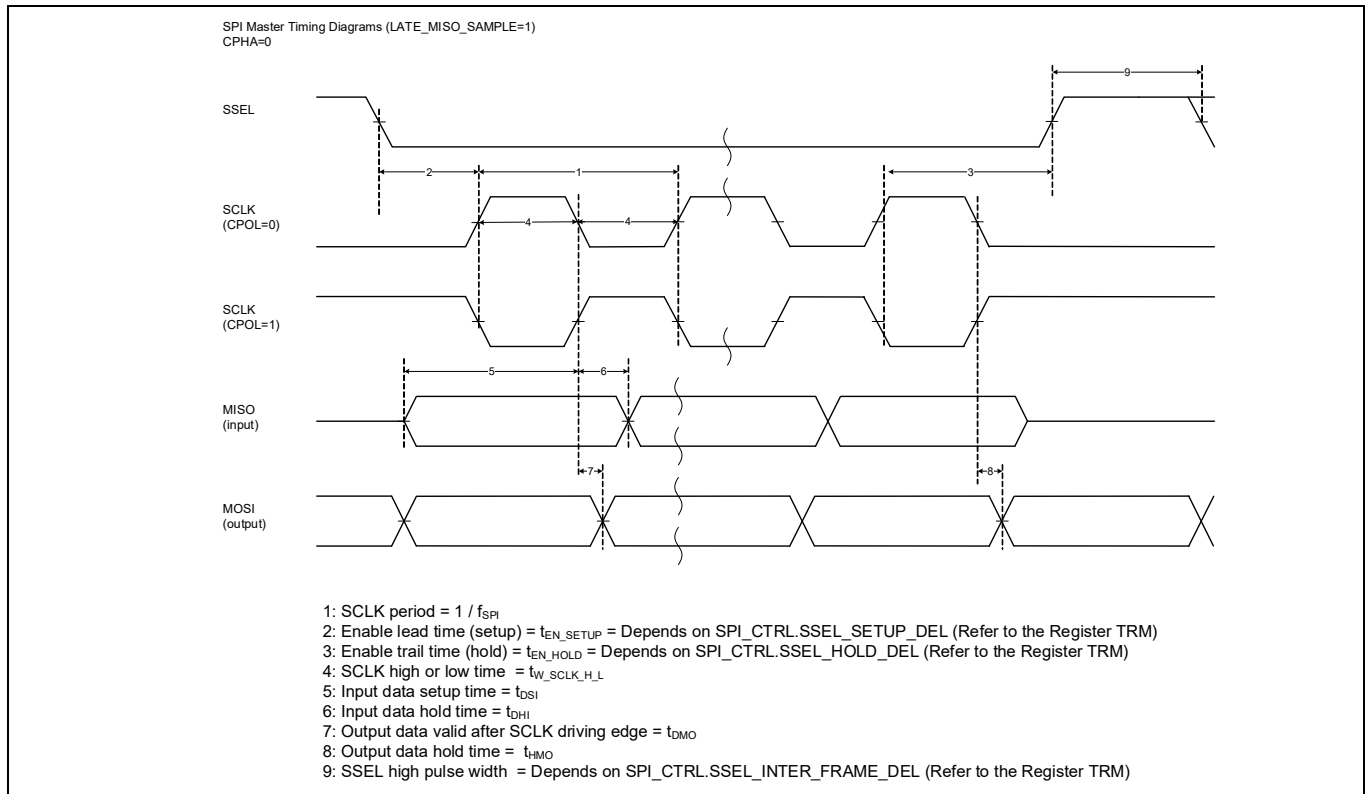 SPI Master Timing Diagrams (LATE_MISO_SAMPLE=1)
CPHA=0
9
SSEL
2
1
3
SCLK
(CPOL=0)
4
4
SCLK
(CPOL=1)
5
6
MISO
(input)
7
8
MOSI
(output)
1: SCLK period = 1 / fSPI
2: Enable lead time (setup) = tEN_SETUP = Depends on SPI_CTRL.SSEL_SETUP_DEL (Refer to the Register TRM)
3: Enable trail time (hold) = tEN_HOLD = Depends on SPI_CTRL.SSEL_HOLD_DEL (Refer to the Register TRM)
4: SCLK high or low time = tW_SCLK_H_L
5: Input data setup time = tDSI
6: Input data hold time = tDHI
7: Output data valid after SCLK driving edge = tDMO
8: Output data hold time = tHMO
9: SSEL high pulse width = Depends on SPI_CTRL.SSEL_INTER_FRAME_DEL (Refer to the Register TRM)